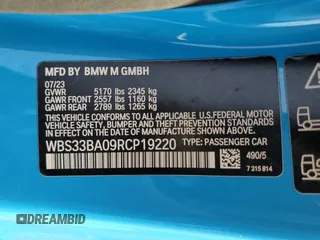 MFD. BY BMW M GMBH
07/23
GVWR 5170 lbs 2345 kg
GAWR FRONT 2557 lbs 1160 kg
GAWR REAR 2789 lbs 1265 kg
THIS VEHICLE CONFORMS TO ALL APPLICABLE
U.S. FEDERAL MOTOR VEHICLE SAFETY, BUMPER,
AND THEFT PREVENTION STANDARDS
IN EFFECT ON THE DATE OF MANUFACTURE SHOWN ABOVE.
WBS33BA09RCP19220 TYPE: PASSENGER CAR
490/5
7 315 814
DREAMBID